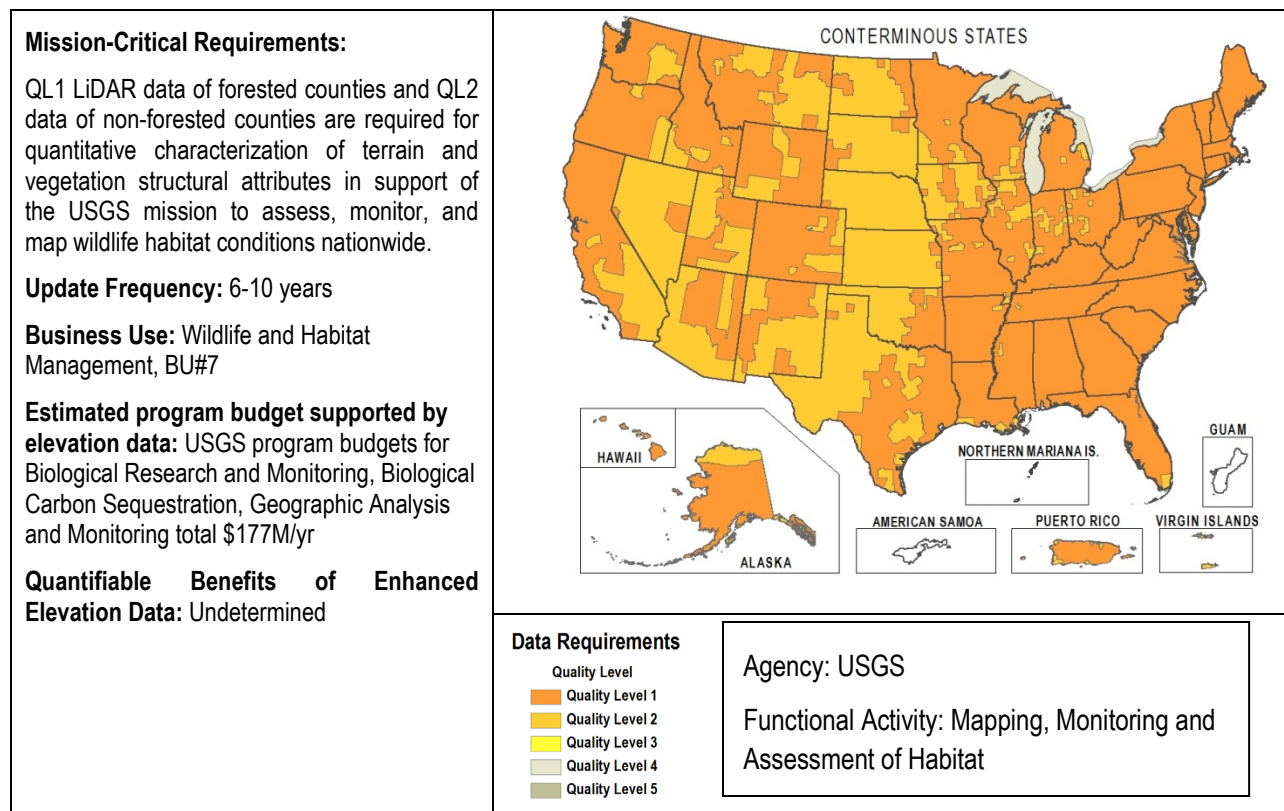 Mission-Critical Requirements:
QL1 LiDAR data of forested counties and QL2
data of non-forested counties are required for
quantitative characterization of terrain and
vegetation structural attributes in support of
the USGS mission to assess, monitor, and
map wildlife habitat conditions nationwide.
Update Frequency: 6-10 years
Business Use: Wildlife and Habitat
Management, BU#7
Estimated program budget supported by
elevation data: USGS program budgets for
Biological Research and Monitoring, Biological
Carbon Sequestration, Geographic Analysis
and Monitoring total $177M/yr
Quantifiable Benefits of Enhanced
Elevation Data: Undetermined
CONTERMINOUS STATES
HAWAII
ALASKA
NORTHERN MARIANA IS.
GUAM
AMERICAN SAMOA
PUERTO RICO
VIRGIN ISLANDS
Data Requirements
Quality Level
Quality Level 1
Quality Level 2
Quality Level 3
Quality Level 4
Quality Level 5
Agency: USGS
Functional Activity: Mapping, Monitoring and
Assessment of Habitat